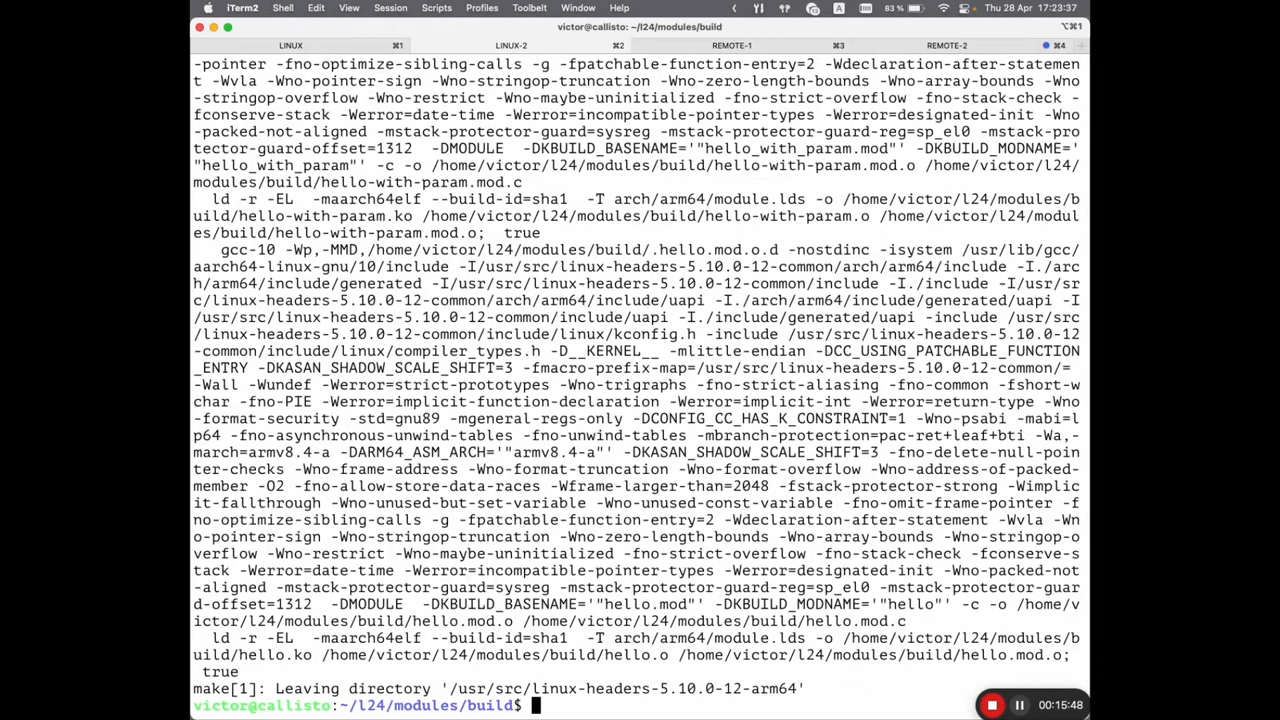 iTerm2 Shell Edit View Session Scripts Profiles Toolbelt Window Help 83 % Thu 28 Apr 17:23:37
victor@callisto: ~/l24/modules/build ⌥⌘1
LINUX ⌘1 LINUX-2 ⌘2 REMOTE-1 ⌘3 REMOTE-2 ⌘4
-pointer -fno-optimize-sibling-calls -g -fpatchable-function-entry=2 -Wdeclaration-after-statemen
t -Wvla -Wno-pointer-sign -Wno-stringop-truncation -Wno-zero-length-bounds -Wno-array-bounds -Wno
-stringop-overflow -Wno-restrict -Wno-maybe-uninitialized -fno-strict-overflow -fno-stack-check -
fconserve-stack -Werror=date-time -Werror=incompatible-pointer-types -Werror=designated-init -Wno
-packed-not-aligned -mstack-protector-guard=sysreg -mstack-protector-guard-reg=sp_el0 -mstack-pro
tector-guard-offset=1312  -DMODULE  -DKBUILD_BASENAME='"hello_with_param.mod"' -DKBUILD_MODNAME='
"hello_with_param"' -c -o /home/victor/l24/modules/build/hello-with-param.mod.o /home/victor/l24/
modules/build/hello-with-param.mod.c
  ld -r -EL  -maarch64elf --build-id=sha1  -T arch/arm64/module.lds -o /home/victor/l24/modules/b
uild/hello-with-param.ko /home/victor/l24/modules/build/hello-with-param.o /home/victor/l24/modul
es/build/hello-with-param.mod.o;  true
   gcc-10 -Wp,-MMD,/home/victor/l24/modules/build/.hello.mod.o.d -nostdinc -isystem /usr/lib/gcc/
aarch64-linux-gnu/10/include -I/usr/src/linux-headers-5.10.0-12-common/arch/arm64/include -I./arc
h/arm64/include/generated -I/usr/src/linux-headers-5.10.0-12-common/include -I./include -I/usr/sr
c/linux-headers-5.10.0-12-common/arch/arm64/include/uapi -I./arch/arm64/include/generated/uapi -I
/usr/src/linux-headers-5.10.0-12-common/include/uapi -I./include/generated/uapi -include /usr/src
/linux-headers-5.10.0-12-common/include/linux/kconfig.h -include /usr/src/linux-headers-5.10.0-12
-common/include/linux/compiler_types.h -D__KERNEL__ -mlittle-endian -DCC_USING_PATCHABLE_FUNCTION
_ENTRY -DKASAN_SHADOW_SCALE_SHIFT=3 -fmacro-prefix-map=/usr/src/linux-headers-5.10.0-12-common/=
-Wall -Wundef -Werror=strict-prototypes -Wno-trigraphs -fno-strict-aliasing -fno-common -fshort-w
char -fno-PIE -Werror=implicit-function-declaration -Werror=implicit-int -Werror=return-type -Wno
-format-security -std=gnu89 -mgeneral-regs-only -DCONFIG_CC_HAS_K_CONSTRAINT=1 -Wno-psabi -mabi=l
p64 -fno-asynchronous-unwind-tables -fno-unwind-tables -mbranch-protection=pac-ret+leaf+bti -Wa,-
march=armv8.4-a -DARM64_ASM_ARCH='"armv8.4-a"' -DKASAN_SHADOW_SCALE_SHIFT=3 -fno-delete-null-poin
ter-checks -Wno-frame-address -Wno-format-truncation -Wno-format-overflow -Wno-address-of-packed-
member -O2 -fno-allow-store-data-races -Wframe-larger-than=2048 -fstack-protector-strong -Wimplic
it-fallthrough -Wno-unused-but-set-variable -Wno-unused-const-variable -fno-omit-frame-pointer -f
no-optimize-sibling-calls -g -fpatchable-function-entry=2 -Wdeclaration-after-statement -Wvla -Wn
o-pointer-sign -Wno-stringop-truncation -Wno-zero-length-bounds -Wno-array-bounds -Wno-stringop-o
verflow -Wno-restrict -Wno-maybe-uninitialized -fno-strict-overflow -fno-stack-check -fconserve-s
tack -Werror=date-time -Werror=incompatible-pointer-types -Werror=designated-init -Wno-packed-not
-aligned -mstack-protector-guard=sysreg -mstack-protector-guard-reg=sp_el0 -mstack-protector-guar
d-offset=1312  -DMODULE  -DKBUILD_BASENAME='"hello.mod"' -DKBUILD_MODNAME='"hello"' -c -o /home/v
ictor/l24/modules/build/hello.mod.o /home/victor/l24/modules/build/hello.mod.c
  ld -r -EL  -maarch64elf --build-id=sha1  -T arch/arm64/module.lds -o /home/victor/l24/modules/b
uild/hello.ko /home/victor/l24/modules/build/hello.o /home/victor/l24/modules/build/hello.mod.o;
 true
make[1]: Leaving directory '/usr/src/linux-headers-5.10.0-12-arm64'
victor@callisto:~/l24/modules/build$
00:15:48